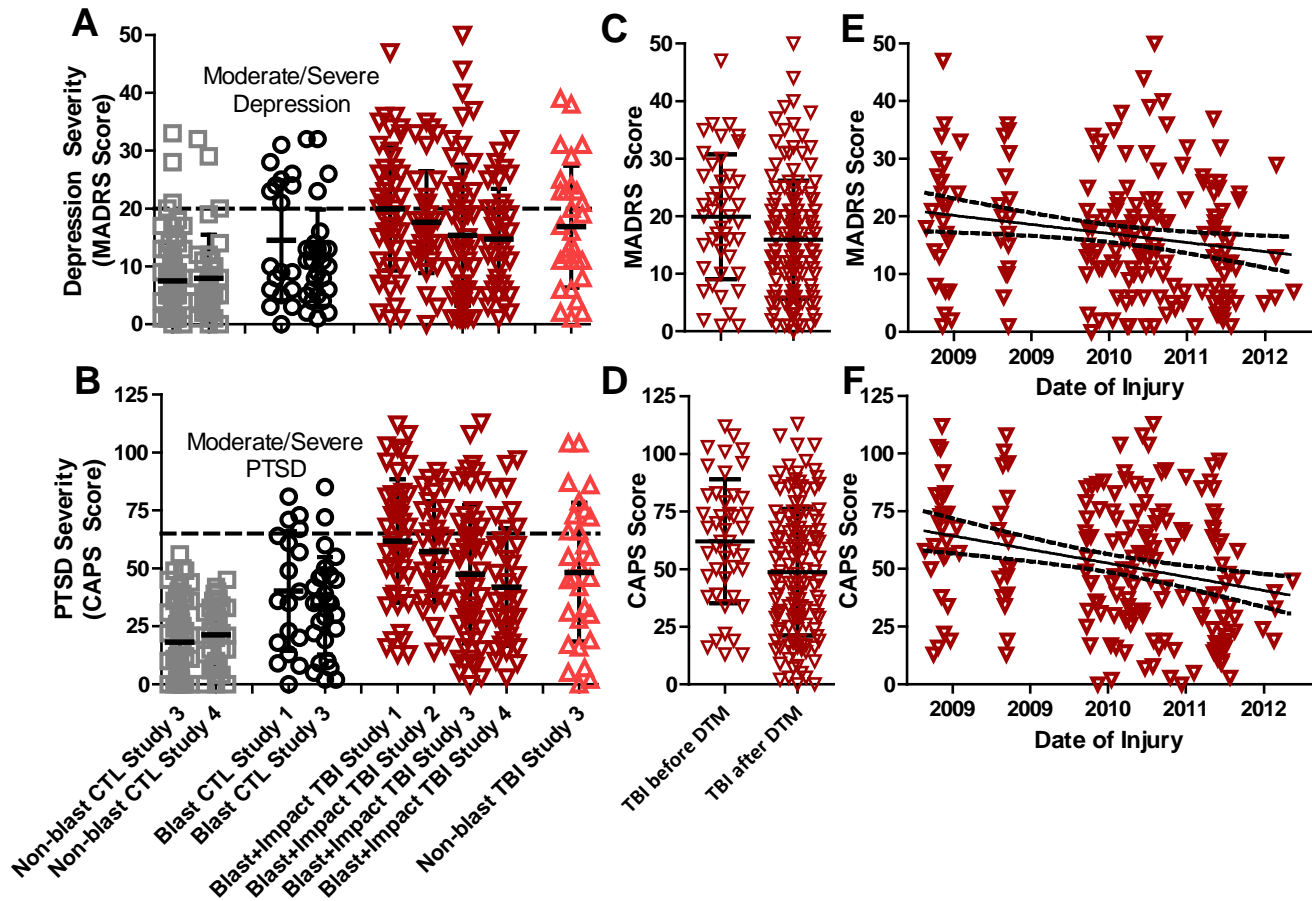 A
Depression Severity
(MADRS Score)
50
40
30
20
10
0
Moderate/Severe
Depression
B
PTSD Severity
(CAPS Score)
125
100
75
50
25
0
Moderate/Severe
PTSD
Non-blast CTL Study 3
Non-blast CTL Study 4
Blast CTL Study 1
Blast CTL Study 3
Blast+Impact TBI Study 1
Blast+Impact TBI Study 2
Blast+Impact TBI Study 3
Blast+Impact TBI Study 4
Non-blast TBI Study 3
C
MADRS Score
50
40
30
20
10
0
D
CAPS Score
125
100
75
50
25
0
TBI before DTM
TBI after DTM
E
MADRS Score
50
40
30
20
10
0
2009 2009 2010 2011 2012
Date of Injury
F
CAPS Score
125
100
75
50
25
0
2009 2009 2010 2011 2012
Date of Injury